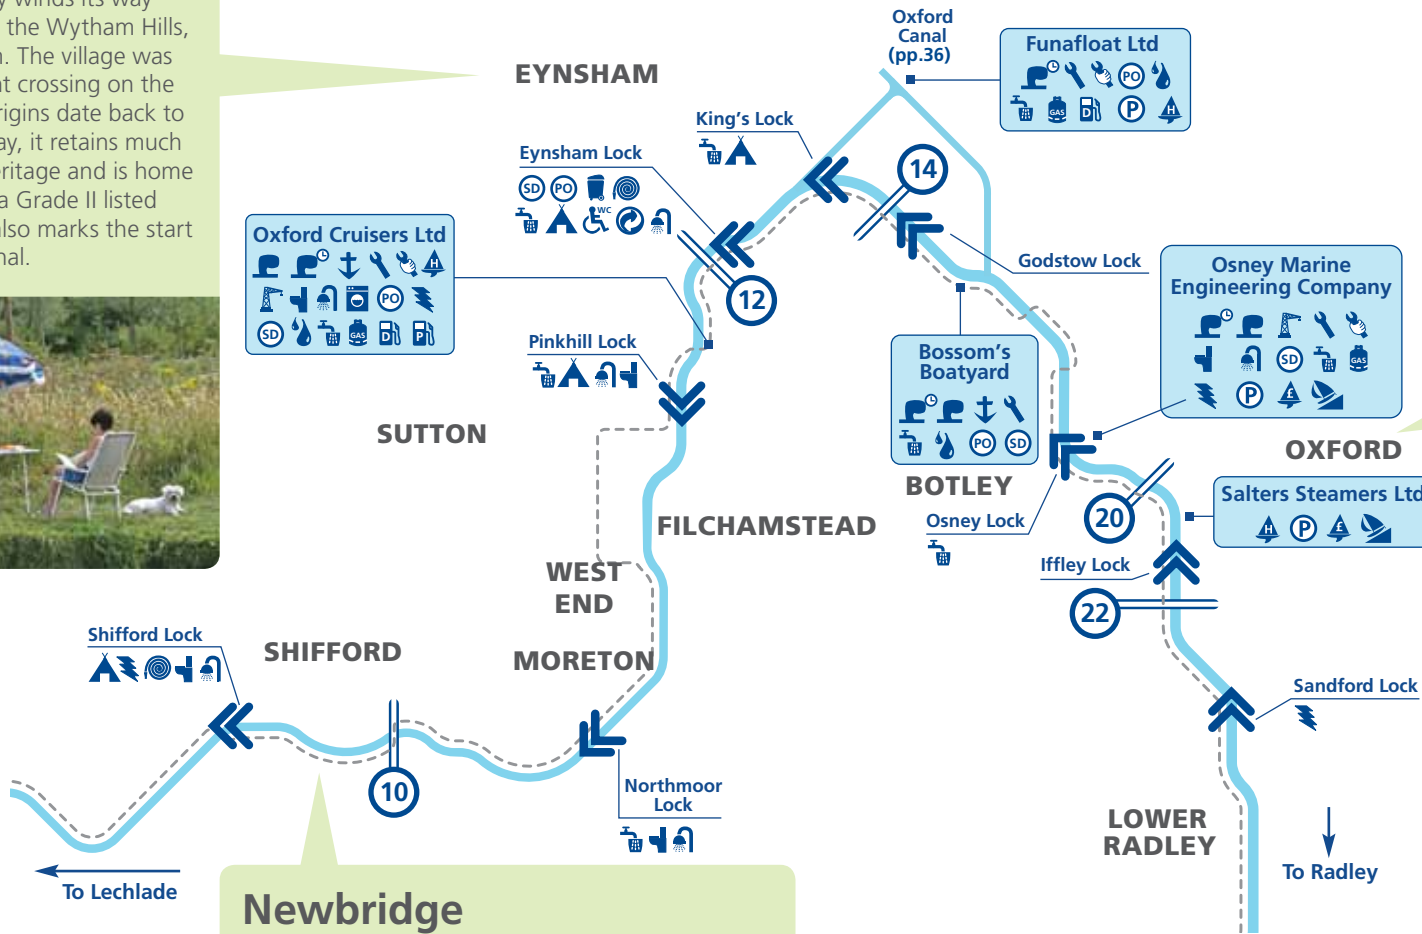 y winds its way
the Wytham Hills,
n. The village was
nt crossing on the
rigins date back to
ay, it retains much
eritage and is home
a Grade II listed
also marks the start
nal.
EYNSHAM
Oxford
Canal
(pp.36)
Funafloat Ltd
PO
GAS
D
P
H
King's Lock
Eynsham Lock
SD
PO
WC
14
Oxford Cruisers Ltd
H
PO
SD
GAS
D
P
12
Godstow Lock
Osney Marine
Engineering Company
SD
GAS
P
£
Pinkhill Lock
Bossom's
Boatyard
PO
SD
SUTTON
OXFORD
BOTLEY
Salters Steamers Ltd
H
P
£
FILCHAMSTEAD
Osney Lock
20
Iffley Lock
WEST
END
22
Shifford Lock
SHIFFORD
MORETON
Sandford Lock
10
Northmoor
Lock
LOWER
RADLEY
To Radley
To Lechlade
Newbridge